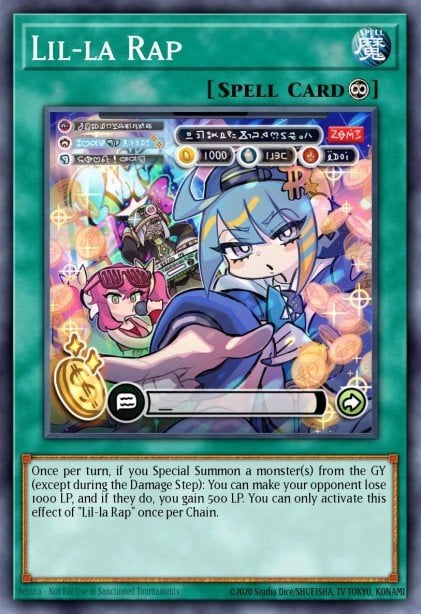 Lil-la Rap
SPELL
魔
[Spell Card]
1000
Once per turn, if you Special Summon a monster(s) from the GY
(except during the Damage Step): You can make your opponent lose
1000 LP, and if they do, you gain 500 LP. You can only activate this
effect of "Lil-la Rap" once per Chain.
Replica - Not For Use in Sanctioned Tournaments
©2020 Studio Dice/SHUEISHA, TV TOKYO, KONAMI